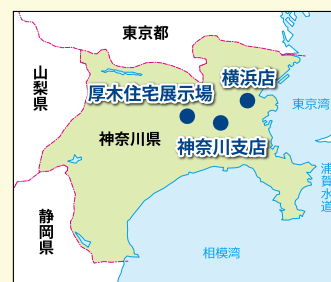 東京都
山梨県
横浜店
厚木住宅展示場
東京湾
神奈川県
神奈川支店
浦賀水道
静岡県
相模湾